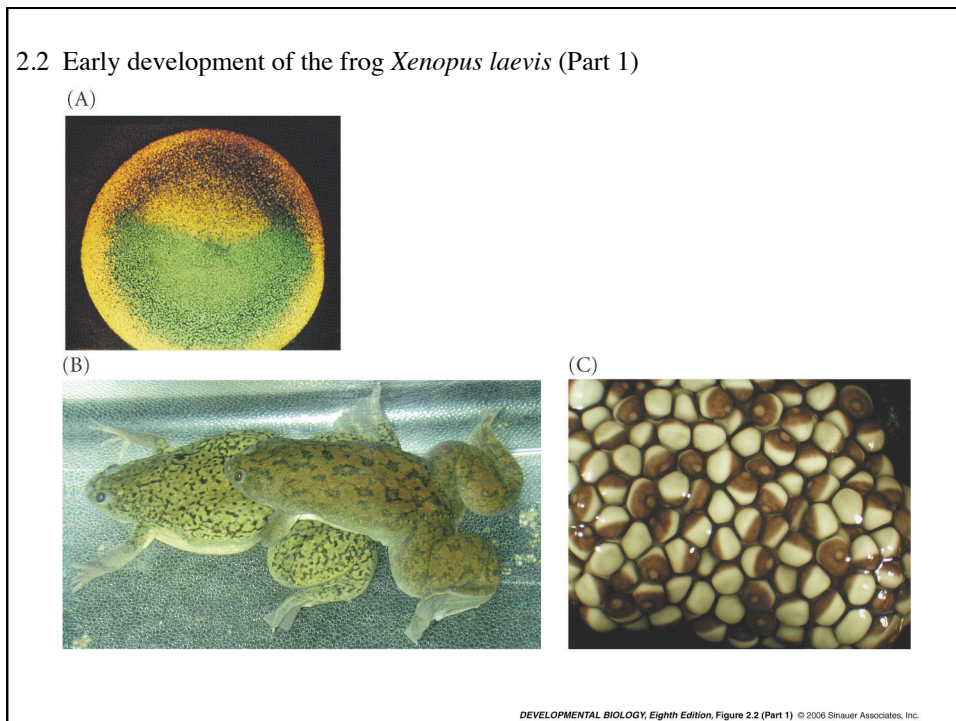 2.2 Early development of the frog Xenopus laevis (Part 1)
(A)
(B)
(C)
DEVELOPMENTAL BIOLOGY, Eighth Edition, Figure 2.2 (Part 1) © 2006 Sinauer Associates, Inc.